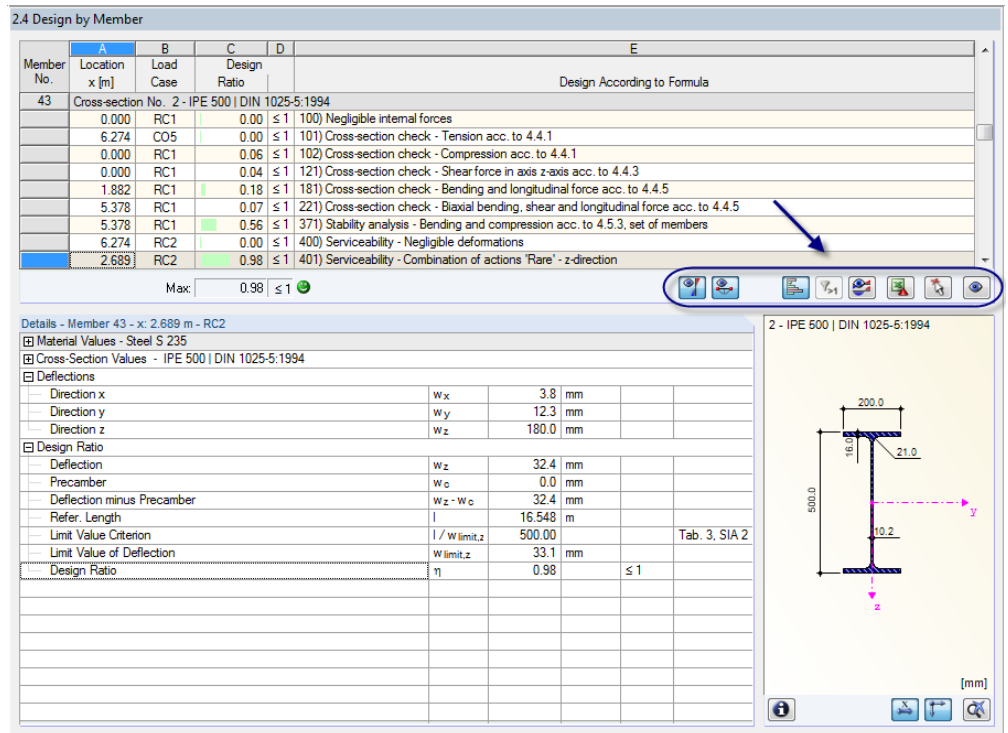 2.4 Design by Member
A B C D E
Member Location Load Design
No. x [m] Case Ratio Design According to Formula
43 Cross-section No. 2 - IPE 500 | DIN 1025-5:1994
0.000 RC1 0.00 ≤ 1 100) Negligible internal forces
6.274 CO5 0.00 ≤ 1 101) Cross-section check - Tension acc. to 4.4.1
0.000 RC1 0.06 ≤ 1 102) Cross-section check - Compression acc. to 4.4.1
0.000 RC1 0.04 ≤ 1 121) Cross-section check - Shear force in axis z-axis acc. to 4.4.3
1.882 RC1 0.18 ≤ 1 181) Cross-section check - Bending and longitudinal force acc. to 4.4.5
5.378 RC1 0.07 ≤ 1 221) Cross-section check - Biaxial bending, shear and longitudinal force acc. to 4.4.5
5.378 RC1 0.56 ≤ 1 371) Stability analysis - Bending and compression acc. to 4.5.3, set of members
6.274 RC2 0.00 ≤ 1 400) Serviceability - Negligible deformations
2.689 RC2 0.98 ≤ 1 401) Serviceability - Combination of actions 'Rare' - z-direction
Max: 0.98 ≤ 1
>1
Details - Member 43 - x: 2.689 m - RC2
Material Values - Steel S 235
Cross-Section Values - IPE 500 | DIN 1025-5:1994
Deflections
Direction x wx 3.8 mm
Direction y wy 12.3 mm
Direction z wz 180.0 mm
Design Ratio
Deflection wz 32.4 mm
Precamber wc 0.0 mm
Deflection minus Precamber wz - wc 32.4 mm
Refer. Length l 16.548 m
Limit Value Criterion l / wlimit,z 500.00 Tab. 3, SIA 2
Limit Value of Deflection wlimit,z 33.1 mm
Design Ratio η 0.98 ≤ 1
2 - IPE 500 | DIN 1025-5:1994
200.0
16.0
21.0
500.0
y
10.2
z
[mm]